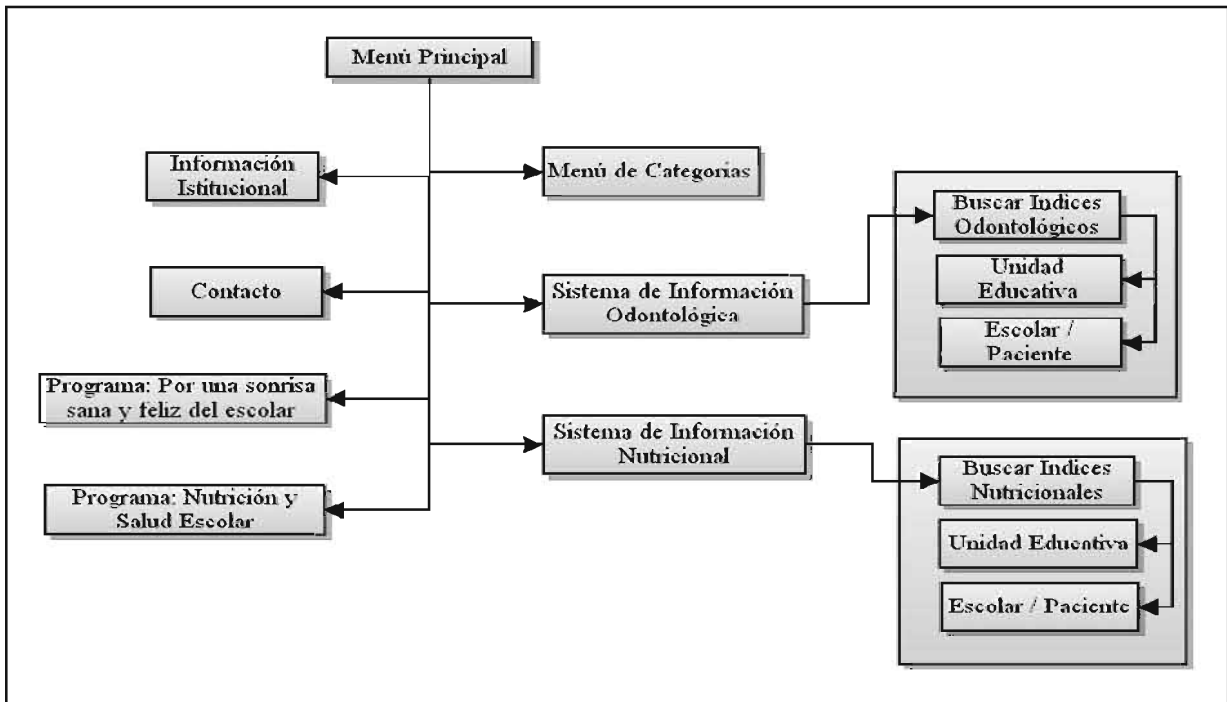 Menú Principal
Información
Istitucional
Menú de Categorias
Contacto
Sistema de Información
Odontológica
Programa: Por una sonrisa
sana y feliz del escolar
Sistema de Información
Nutricional
Programa: Nutrición y
Salud Escolar
Buscar Indices
Odontológicos
Unidad
Educativa
Escolar /
Paciente
Buscar Indices
Nutricionales
Unidad Educativa
Escolar / Paciente